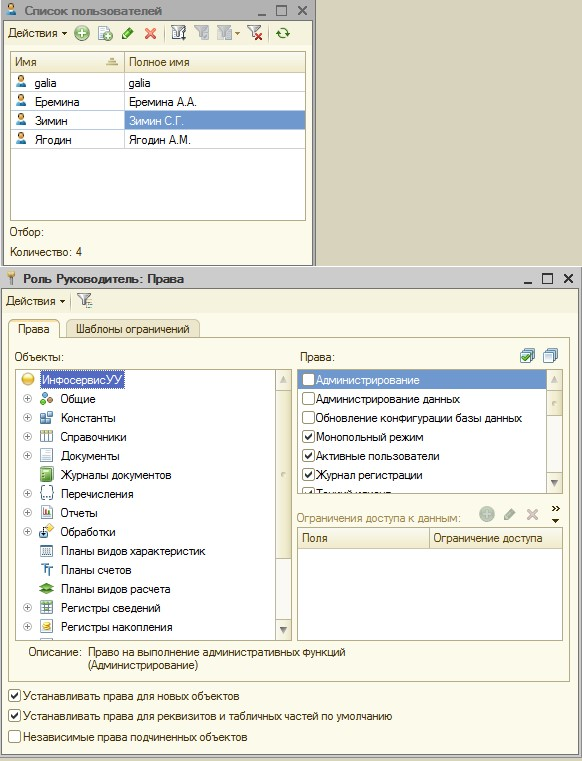 Список пользователей
Действия
Имя Полное имя
galia galia
Еремина Еремина А.А.
Зимин Зимин С.Г.
Ягодин Ягодин А.М.
Отбор:
Количество: 4
Роль Руководитель: Права
Действия
Права Шаблоны ограничений
Объекты: Права:
ИнфосервисУУ
Общие
Константы
Справочники
Документы
Журналы документов
Перечисления
Отчеты
Обработки
Планы видов характеристик
Планы счетов
Планы видов расчета
Регистры сведений
Регистры накопления
Администрирование
Администрирование данных
Обновление конфигурации базы данных
Монопольный режим
Активные пользователи
Журнал регистрации
Тонкий клиент
Ограничения доступа к данным:
Поля Ограничение доступа
Описание: Право на выполнение административных функций
(Администрирование)
Устанавливать права для новых объектов
Устанавливать права для реквизитов и табличных частей по умолчанию
Независимые права подчиненных объектов